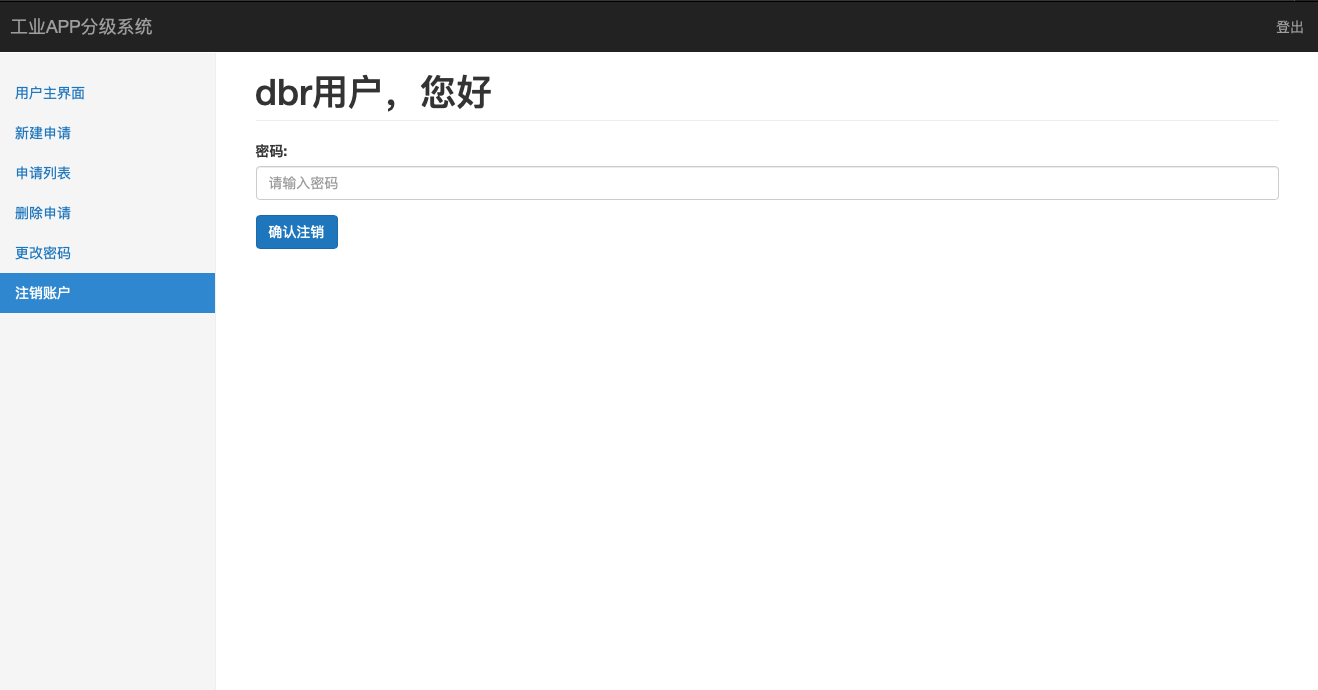 工业APP分级系统
登出
用户主界面
新建申请
申请列表
删除申请
更改密码
注销账户
dbr用户，您好
密码:
请输入密码
确认注销